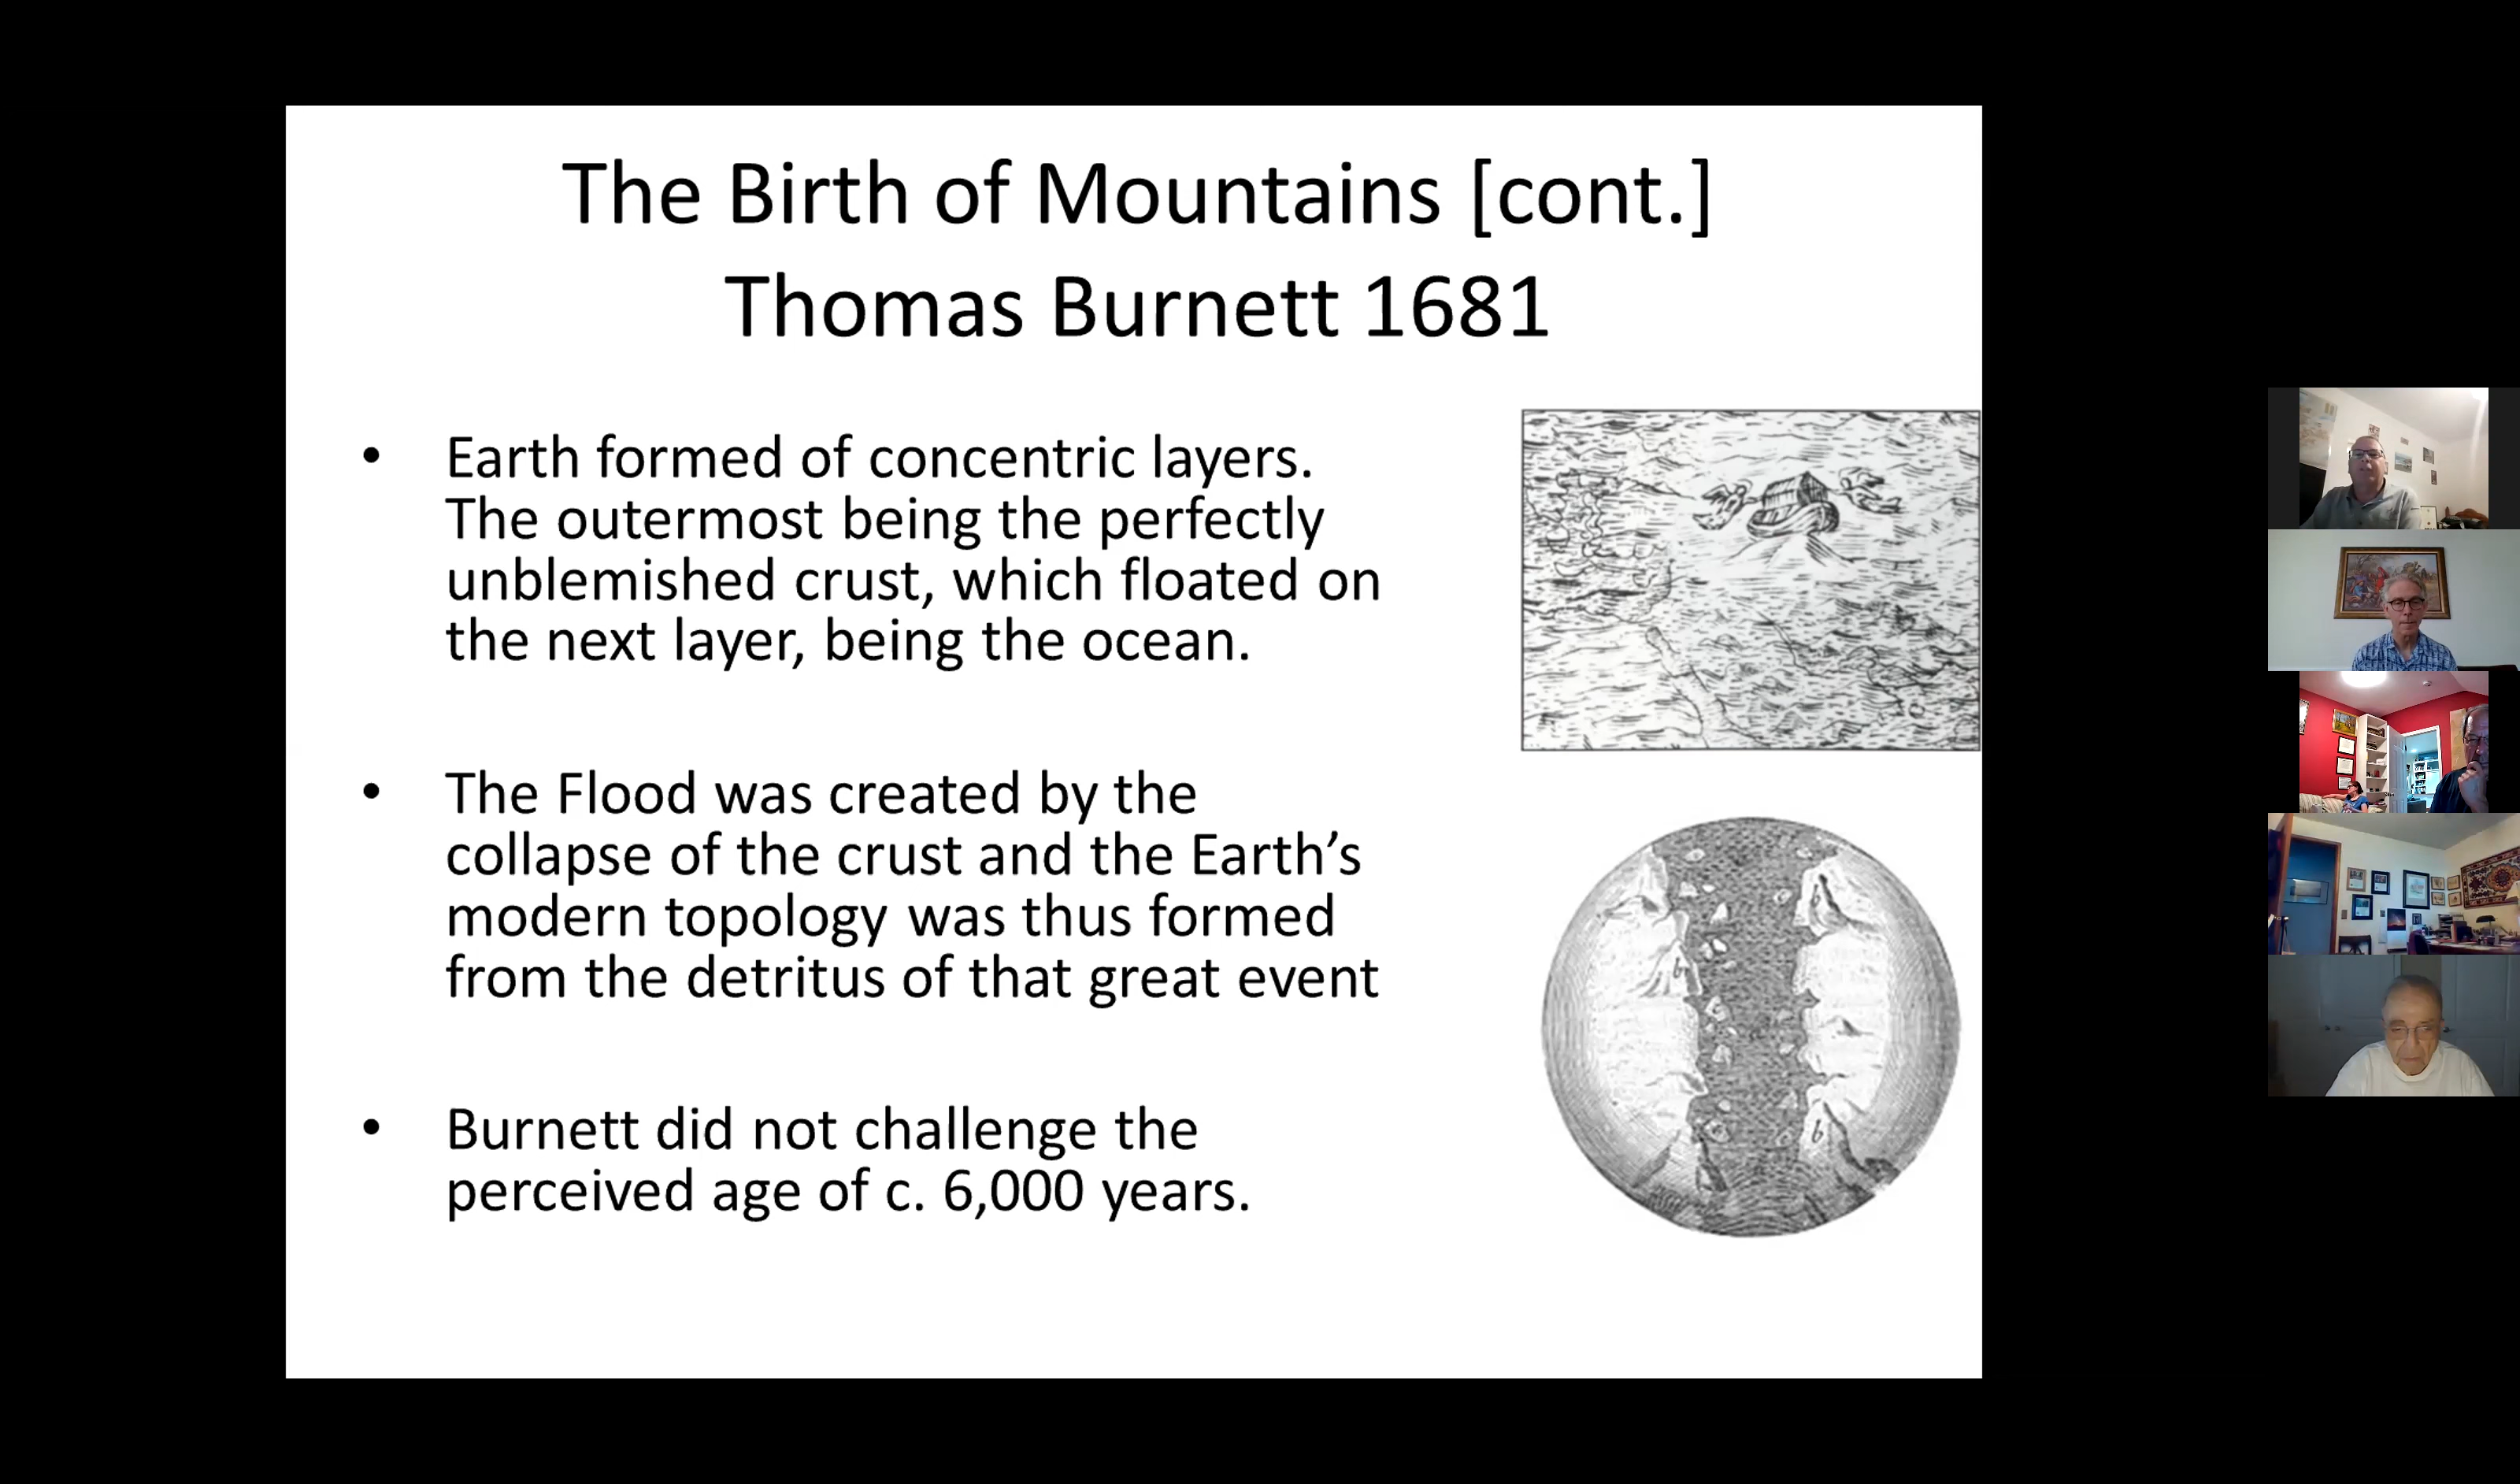 The Birth of Mountains [cont.]
Thomas Burnett 1681
• Earth formed of concentric layers.
The outermost being the perfectly
unblemished crust, which floated on
the next layer, being the ocean.
• The Flood was created by the
collapse of the crust and the Earth’s
modern topology was thus formed
from the detritus of that great event
• Burnett did not challenge the
perceived age of c. 6,000 years.
b